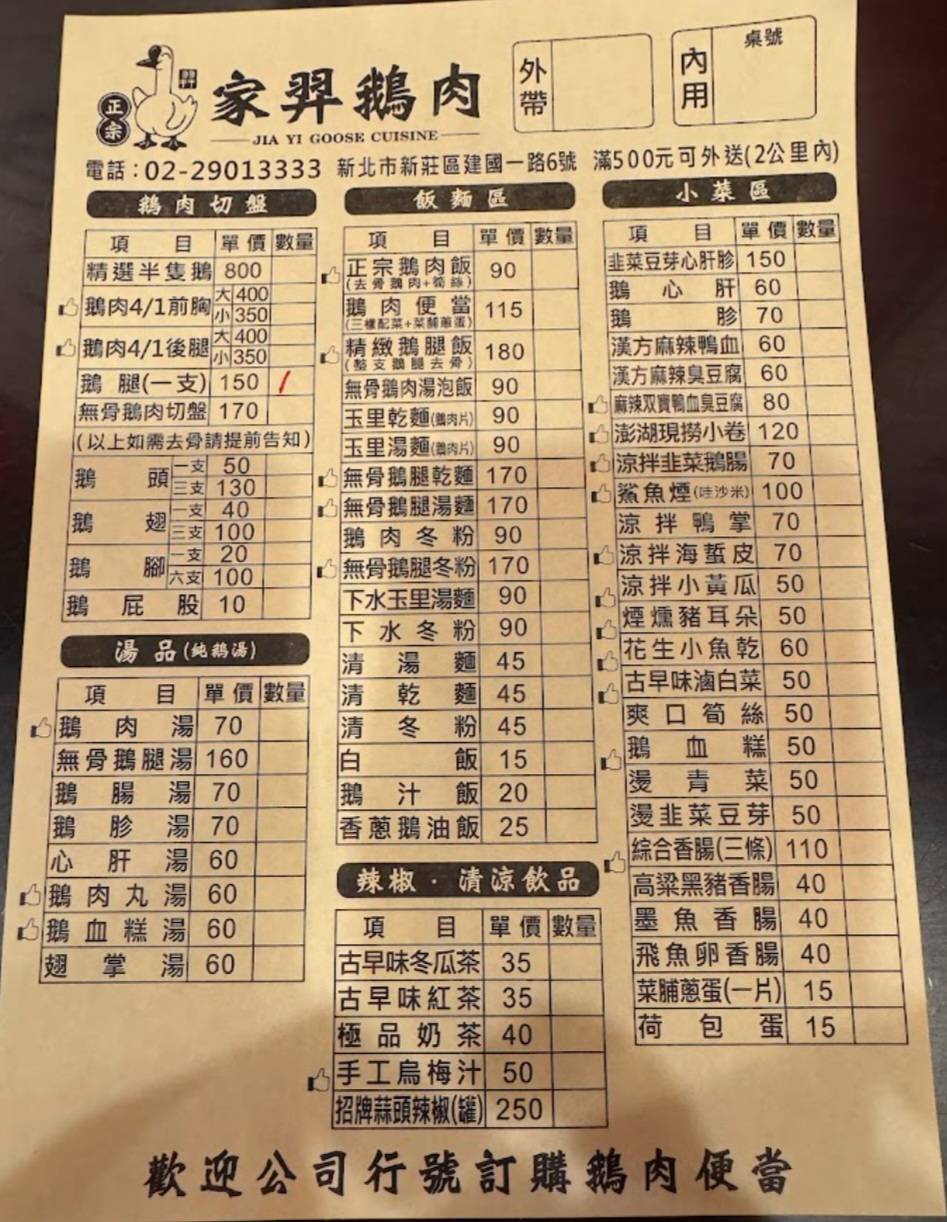 正宗
家羿鵝肉
JIA YI GOOSE CUISINE
外帶
內用
桌號
電話：02-29013333 新北市新莊區建國一路6號 滿500元可外送(2公里內)
鵝肉切盤
項目 單價 數量
精選半隻鵝 800
鵝肉4/1前胸 大 400
小 350
鵝肉4/1後腿 大 400
小 350
鵝腿(一支) 150 /
無骨鵝肉切盤 170
(以上如需去骨請提前告知)
鵝頭 一支 50
三支 130
鵝翅 一支 40
三支 100
鵝腳 一支 20
六支 100
鵝屁股 10
湯品(純鵝湯)
項目 單價 數量
鵝肉湯 70
無骨鵝腿湯 160
鵝腸湯 70
鵝胗湯 70
心肝湯 60
鵝肉丸湯 60
鵝血糕湯 60
翅掌湯 60
飯麵區
項目 單價 數量
正宗鵝肉飯 90
(去骨鵝肉+筍絲)
鵝肉便當 115
(三樣配菜+菜脯蔥蛋)
精緻鵝腿飯 180
(整支鵝腿去骨)
無骨鵝肉湯泡飯 90
玉里乾麵(鵝肉片) 90
玉里湯麵(鵝肉片) 90
無骨鵝腿乾麵 170
無骨鵝腿湯麵 170
鵝肉冬粉 90
無骨鵝腿冬粉 170
下水玉里湯麵 90
下水冬粉 90
清湯麵 45
清乾麵 45
清冬粉 45
白飯 15
鵝汁飯 20
香蔥鵝油飯 25
辣椒．清涼飲品
項目 單價 數量
古早味冬瓜茶 35
古早味紅茶 35
極品奶茶 40
手工烏梅汁 50
招牌蒜頭辣椒(罐) 250
小菜區
項目 單價 數量
韭菜豆芽心肝胗 150
鵝心肝 60
鵝胗 70
漢方麻辣鴨血 60
漢方麻辣臭豆腐 60
麻辣双寶鴨血臭豆腐 80
澎湖現撈小卷 120
涼拌韭菜鵝腸 70
鯊魚煙(哇沙米) 100
涼拌鴨掌 70
涼拌海蜇皮 70
涼拌小黃瓜 50
煙燻豬耳朵 50
花生小魚乾 60
古早味滷白菜 50
爽口筍絲 50
鵝血糕 50
燙青菜 50
燙韭菜豆芽 50
綜合香腸(三條) 110
高粱黑豬香腸 40
墨魚香腸 40
飛魚卵香腸 40
菜脯蔥蛋(一片) 15
荷包蛋 15
歡迎公司行號訂購鵝肉便當